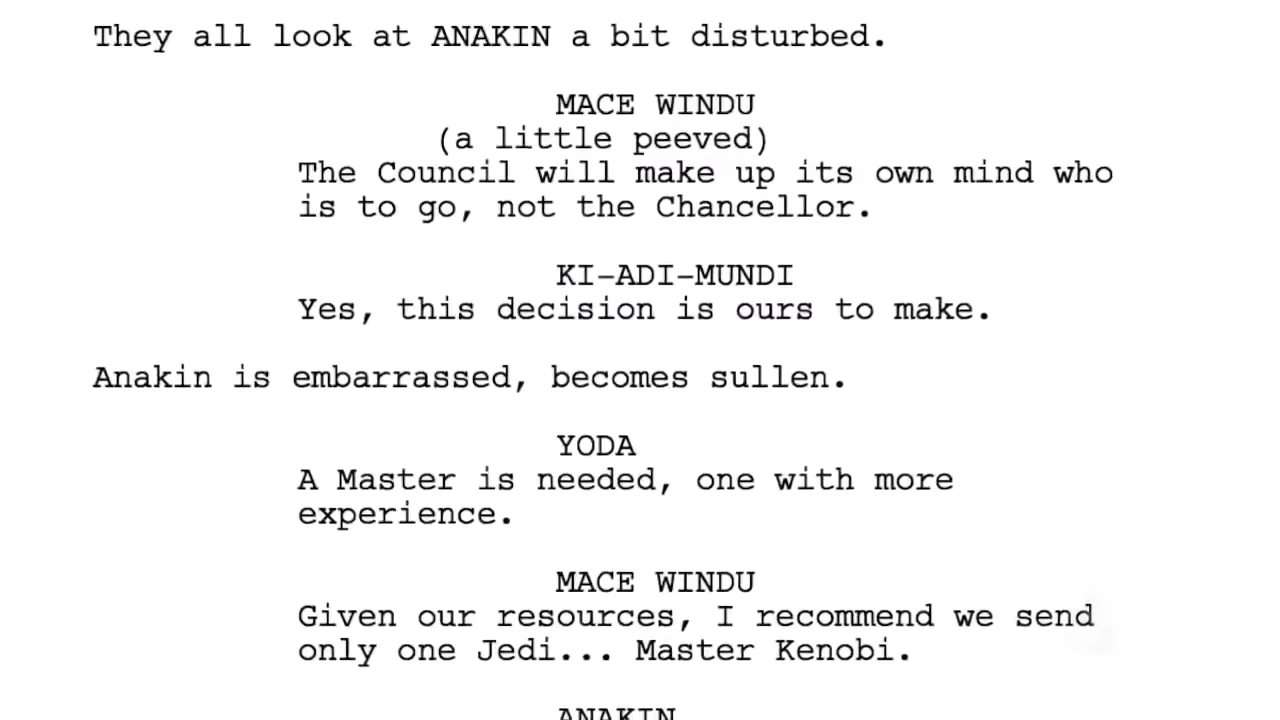 They all look at ANAKIN a bit disturbed.
MACE WINDU
(a little peeved)
The Council will make up its own mind who
is to go, not the Chancellor.
KI-ADI-MUNDI
Yes, this decision is ours to make.
Anakin is embarrassed, becomes sullen.
YODA
A Master is needed, one with more
experience.
MACE WINDU
Given our resources, I recommend we send
only one Jedi... Master Kenobi.
ANAKIN